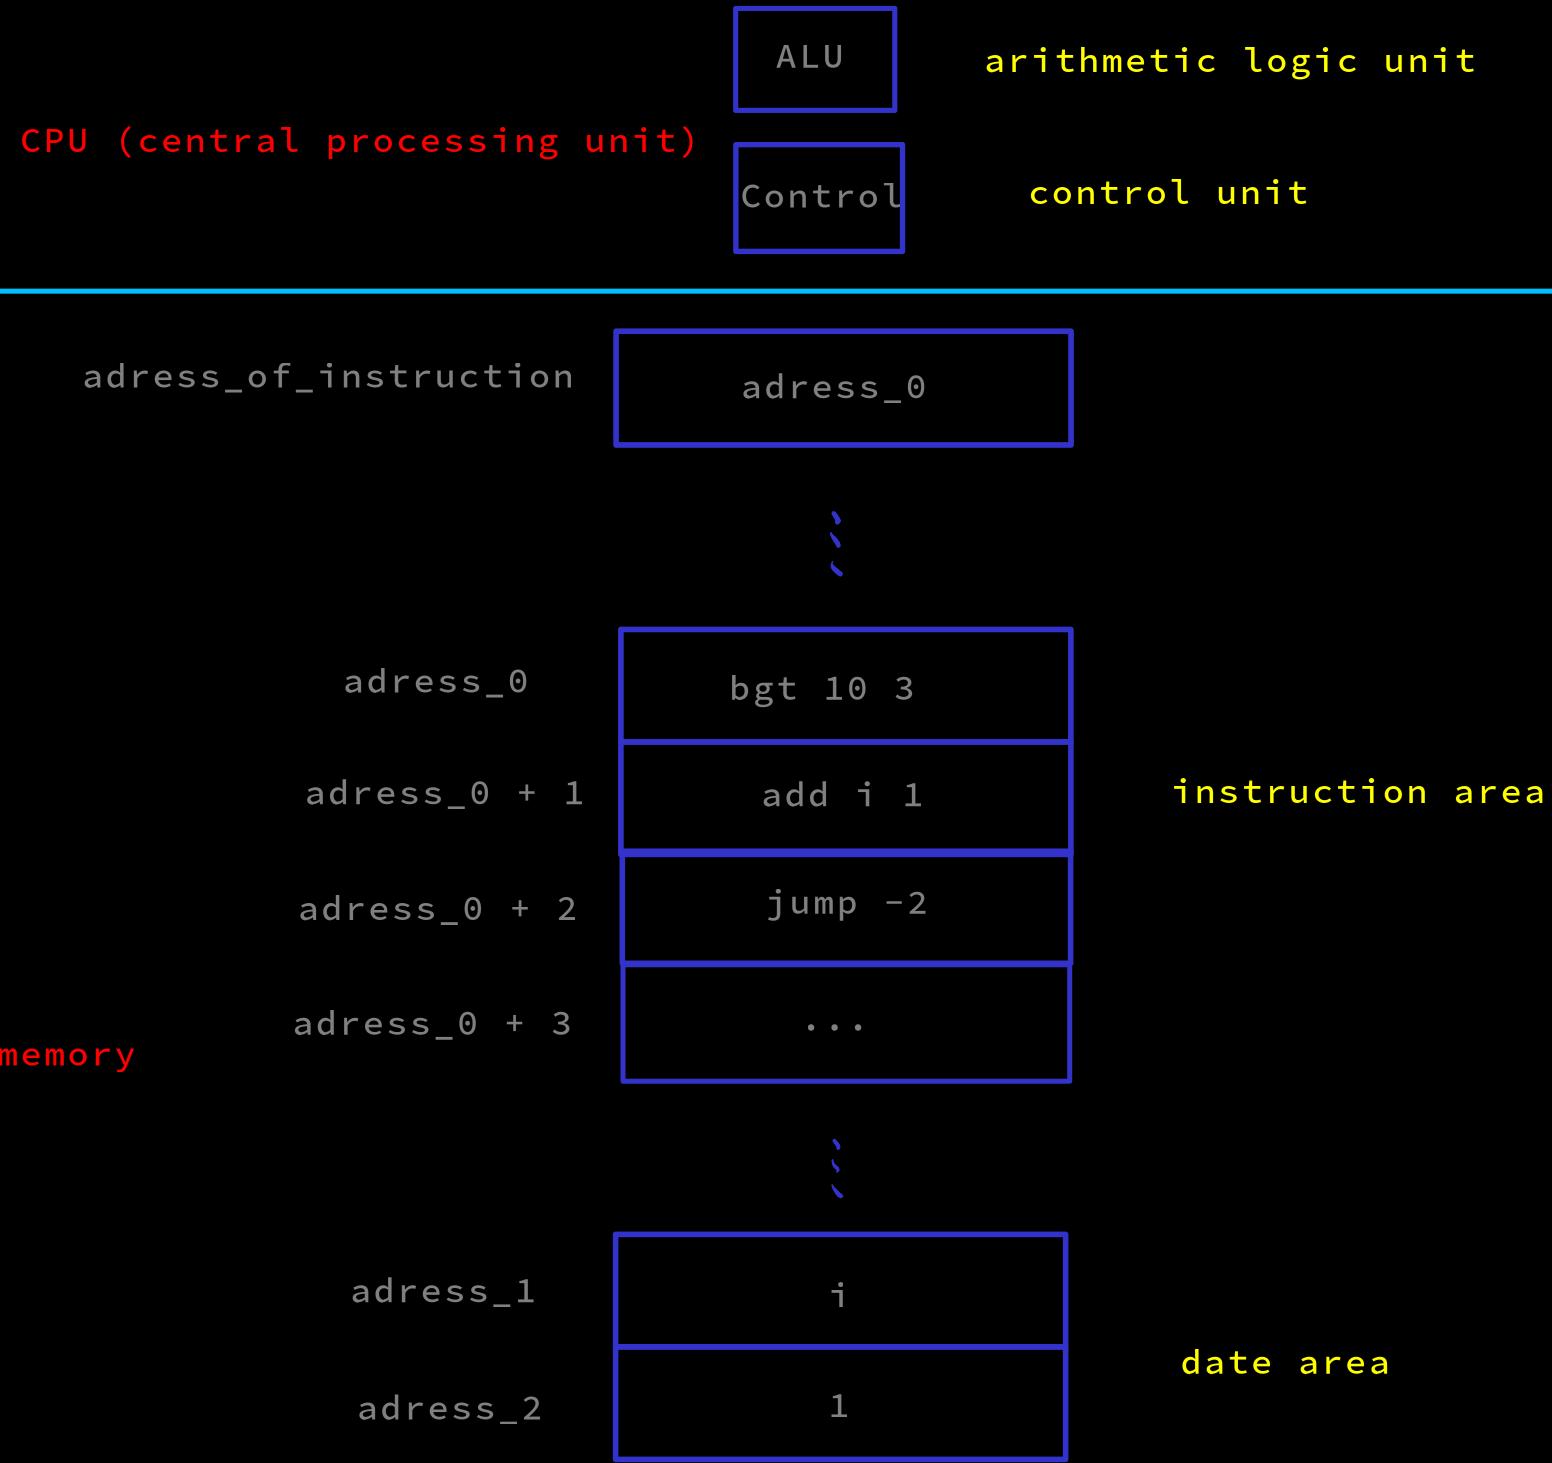 ALU
arithmetic logic unit
CPU (central processing unit)
Control
control unit
adress_of_instruction
adress_0
adress_0
bgt 10 3
adress_0 + 1
add i 1
instruction area
adress_0 + 2
jump -2
adress_0 + 3
...
memory
adress_1
i
date area
adress_2
1